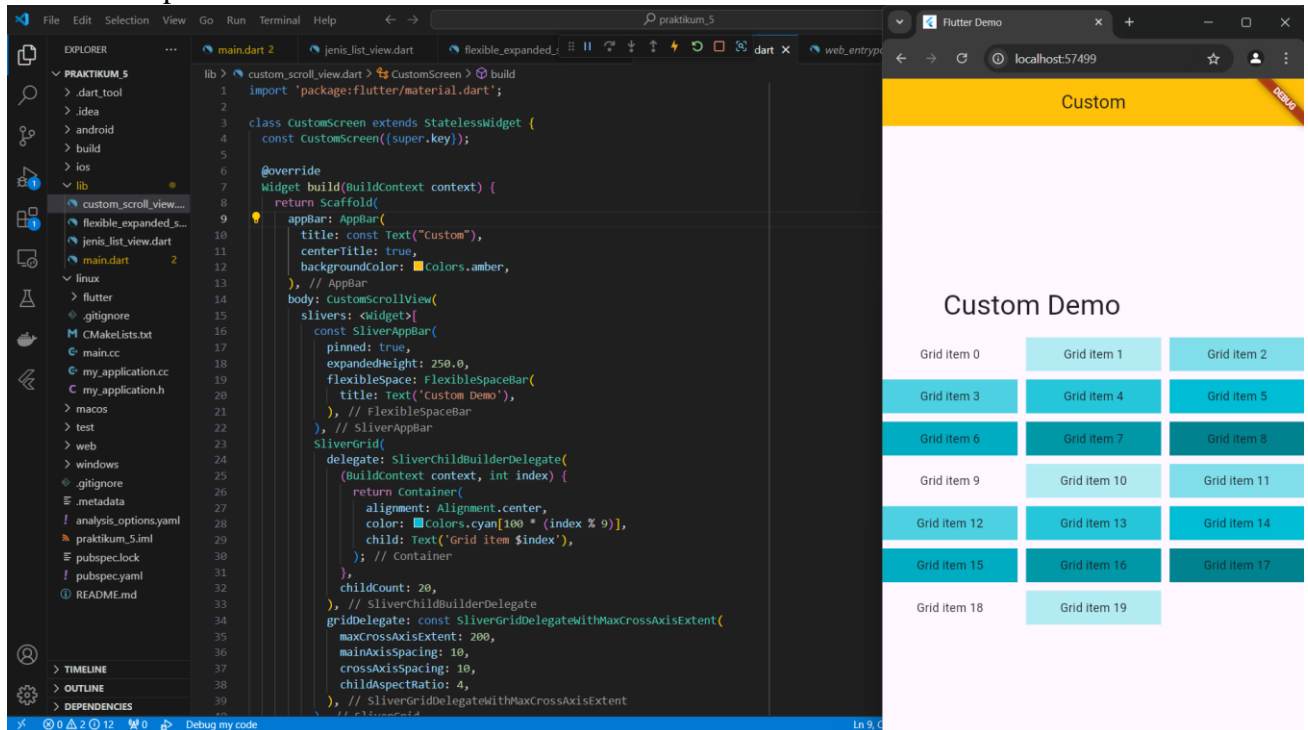 File Edit Selection View Go Run Terminal Help
praktikum_5
EXPLORER
main.dart 2
jenis_list_view.dart
flexible_expanded_s
dart
PRAKTIKUM_5
.dart_tool
.idea
android
build
ios
lib
custom_scroll_view....
flexible_expanded_s...
jenis_list_view.dart
main.dart 2
linux
flutter
.gitignore
CMakeLists.txt
main.cc
my_application.cc
my_application.h
macos
test
web
windows
.gitignore
.metadata
analysis_options.yaml
praktikum_5.iml
pubspec.lock
pubspec.yaml
README.md
TIMELINE
OUTLINE
DEPENDENCIES
1
1
lib > custom_scroll_view.dart > CustomScreen > build
1 import 'package:flutter/material.dart';
2
3 class CustomScreen extends StatelessWidget {
4 const CustomScreen({super.key});
5
6 @override
7 Widget build(BuildContext context) {
8 return Scaffold(
9 appBar: AppBar(
10 title: const Text("Custom"),
11 centerTitle: true,
12 backgroundColor: Colors.amber,
13 ), // AppBar
14 body: CustomScrollView(
15 slivers: <Widget>[
16 const SliverAppBar(
17 pinned: true,
18 expandedHeight: 250.0,
19 flexibleSpace: FlexibleSpaceBar(
20 title: Text('Custom Demo'),
21 ), // FlexibleSpaceBar
22 ), // SliverAppBar
23 SliverGrid(
24 delegate: SliverChildBuilderDelegate(
25 (BuildContext context, int index) {
26 return Container(
27 alignment: Alignment.center,
28 color: Colors.cyan[100 * (index % 9)],
29 child: Text('Grid item $index'),
30 ); // Container
31 },
32 childCount: 20,
33 ), // SliverChildBuilderDelegate
34 gridDelegate: const SliverGridDelegateWithMaxCrossAxisExtent(
35 maxCrossAxisExtent: 200,
36 mainAxisSpacing: 10,
37 crossAxisSpacing: 10,
38 childAspectRatio: 4,
39 ), // SliverGridDelegateWithMaxCrossAxisExtent
0 2 12 0 Debug my code
Flutter Demo
localhost:57499
Custom
DEBUG
Custom Demo
Grid item 0 Grid item 1 Grid item 2
Grid item 3 Grid item 4 Grid item 5
Grid item 6 Grid item 7 Grid item 8
Grid item 9 Grid item 10 Grid item 11
Grid item 12 Grid item 13 Grid item 14
Grid item 15 Grid item 16 Grid item 17
Grid item 18 Grid item 19